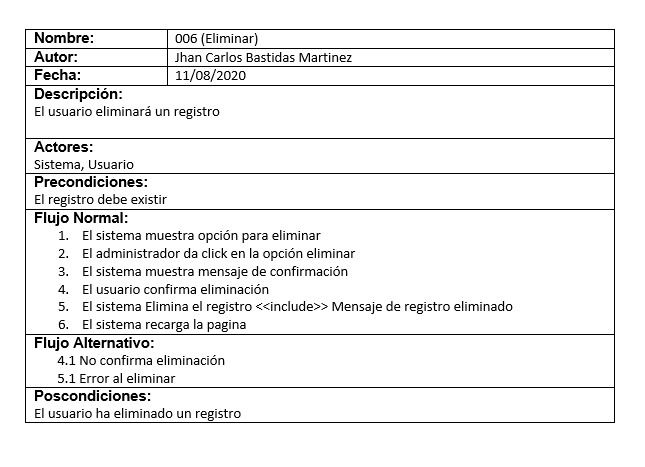 Nombre: 006 (Eliminar)
Autor: Jhan Carlos Bastidas Martinez
Fecha: 11/08/2020
Descripción:
El usuario eliminará un registro
Actores:
Sistema, Usuario
Precondiciones:
El registro debe existir
Flujo Normal:
1. El sistema muestra opción para eliminar
2. El administrador da click en la opción eliminar
3. El sistema muestra mensaje de confirmación
4. El usuario confirma eliminación
5. El sistema Elimina el registro <<include>> Mensaje de registro eliminado
6. El sistema recarga la pagina
Flujo Alternativo:
4.1 No confirma eliminación
5.1 Error al eliminar
Poscondiciones:
El usuario ha eliminado un registro